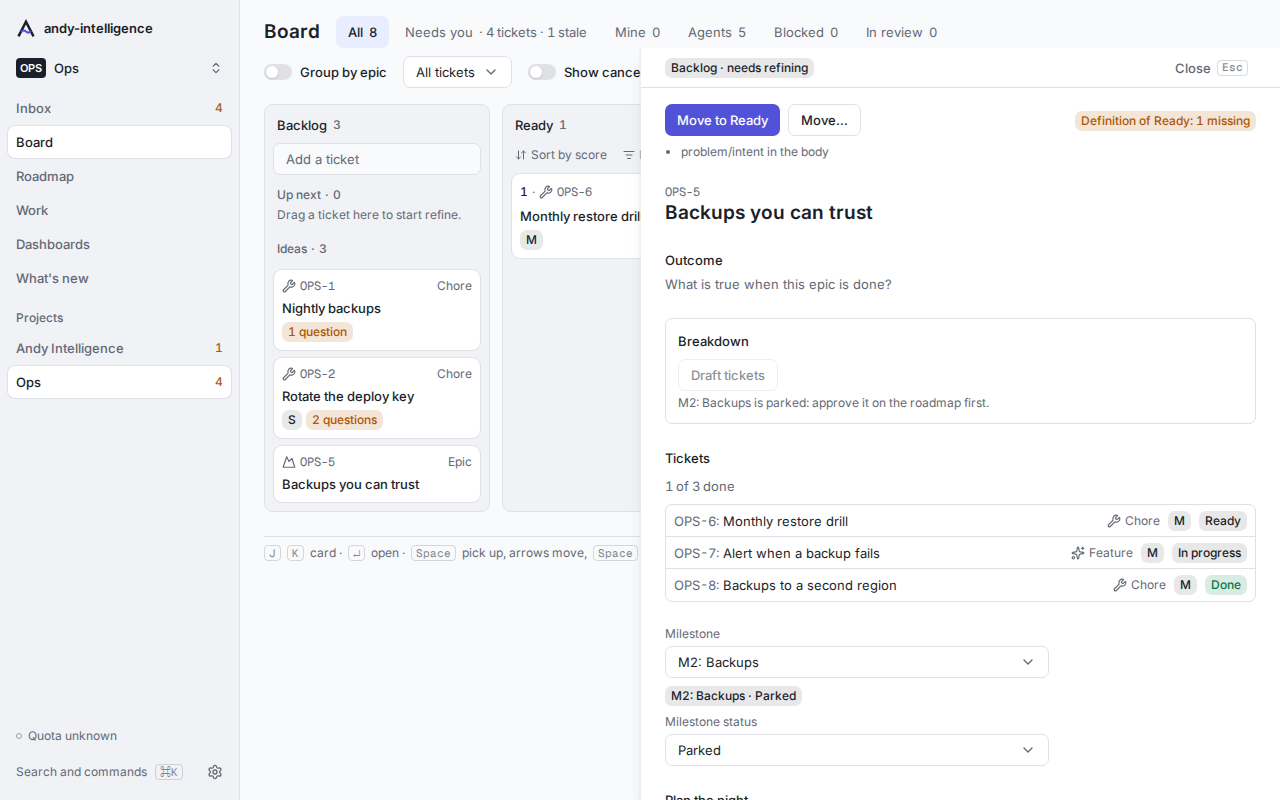 andy-intelligence
OPS Ops
Inbox 4
Board
Roadmap
Work
Dashboards
What's new
Projects
Andy Intelligence 1
Ops 4
Quota unknown
Search and commands ⌘K
Board All 8 Needs you · 4 tickets · 1 stale Mine 0 Agents 5 Blocked 0 In review 0
Group by epic All tickets Show cance
Backlog 3
Add a ticket
Up next · 0
Drag a ticket here to start refine.
Ideas · 3
OPS-1 Chore
Nightly backups
1 question
OPS-2 Chore
Rotate the deploy key
S 2 questions
OPS-5 Epic
Backups you can trust
Ready 1
Sort by score
1 · OPS-6
Monthly restore dril
M
J K card · ↵ open · Space pick up, arrows move, Space
Backlog · needs refining Close Esc
Move to Ready Move... Definition of Ready: 1 missing
• problem/intent in the body
OPS-5
Backups you can trust
Outcome
What is true when this epic is done?
Breakdown
Draft tickets
M2: Backups is parked: approve it on the roadmap first.
Tickets
1 of 3 done
OPS-6: Monthly restore drill Chore M Ready
OPS-7: Alert when a backup fails Feature M In progress
OPS-8: Backups to a second region Chore M Done
Milestone
M2: Backups
M2: Backups · Parked
Milestone status
Parked
Plan the night